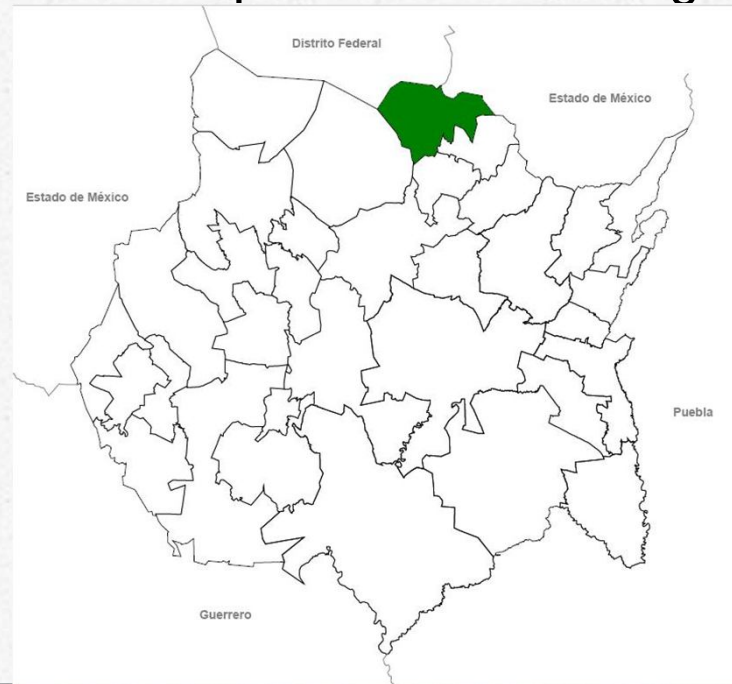 Distrito Federal
Estado de México
Estado de México
Puebla
Guerrero